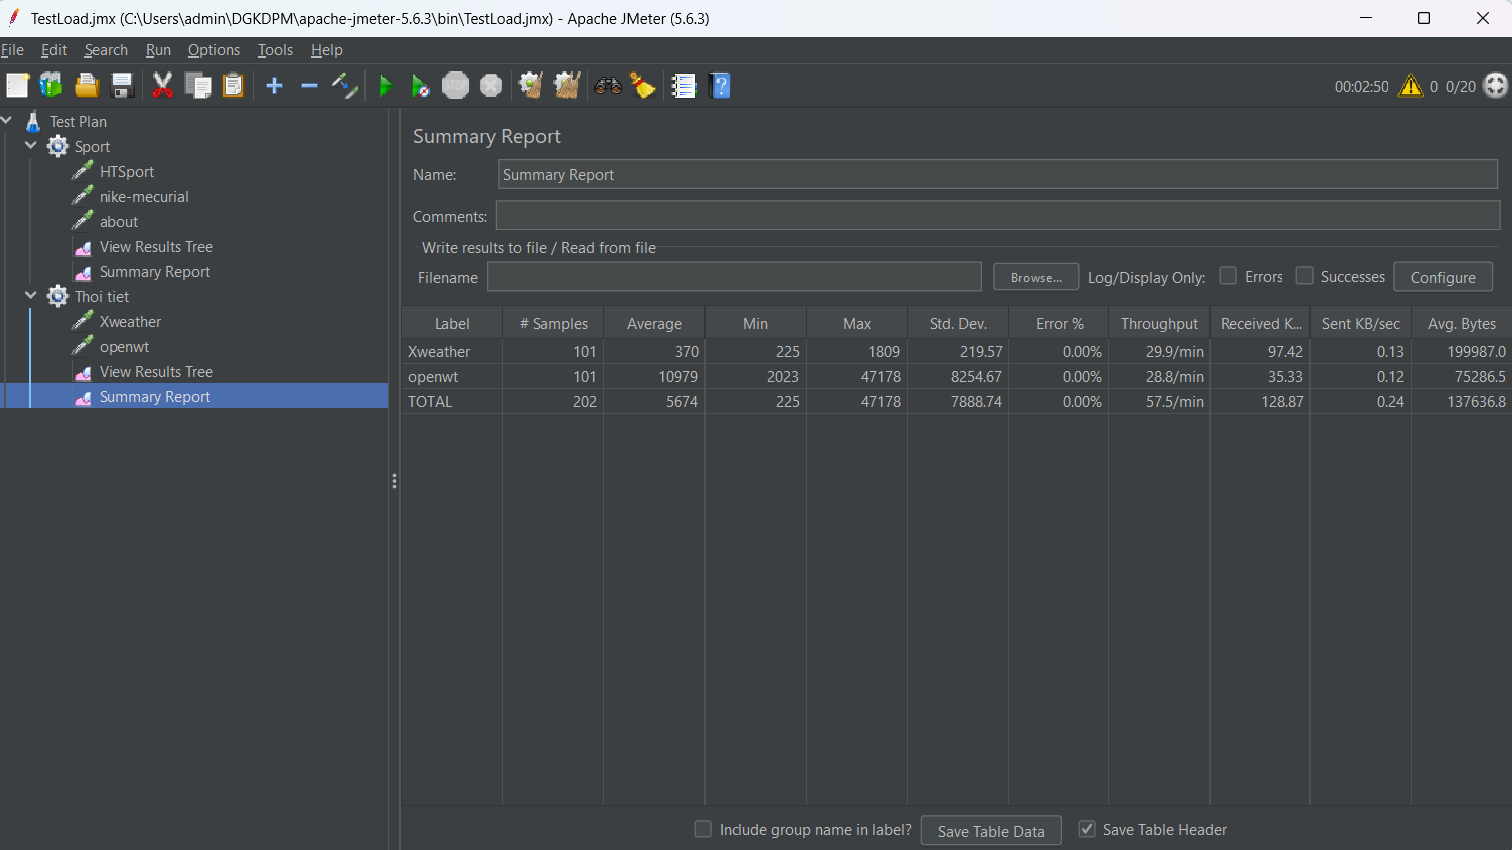 TestLoad.jmx (C:\Users\admin\DGKDPM\apache-jmeter-5.6.3\bin\TestLoad.jmx) - Apache JMeter (5.6.3)
File Edit Search Run Options Tools Help
STOP 00:02:50 0 0/20
Test Plan
Sport
HTSport
nike-mecurial
about
View Results Tree
Summary Report
Thoi tiet
Xweather
openwt
View Results Tree
Summary Report
Summary Report
Name: Summary Report
Comments:
Write results to file / Read from file
Filename Browse... Log/Display Only: Errors Successes Configure
Label # Samples Average Min Max Std. Dev. Error % Throughput Received K... Sent KB/sec Avg. Bytes
Xweather 101 370 225 1809 219.57 0.00% 29.9/min 97.42 0.13 199987.0
openwt 101 10979 2023 47178 8254.67 0.00% 28.8/min 35.33 0.12 75286.5
TOTAL 202 5674 225 47178 7888.74 0.00% 57.5/min 128.87 0.24 137636.8
Include group name in label? Save Table Data Save Table Header